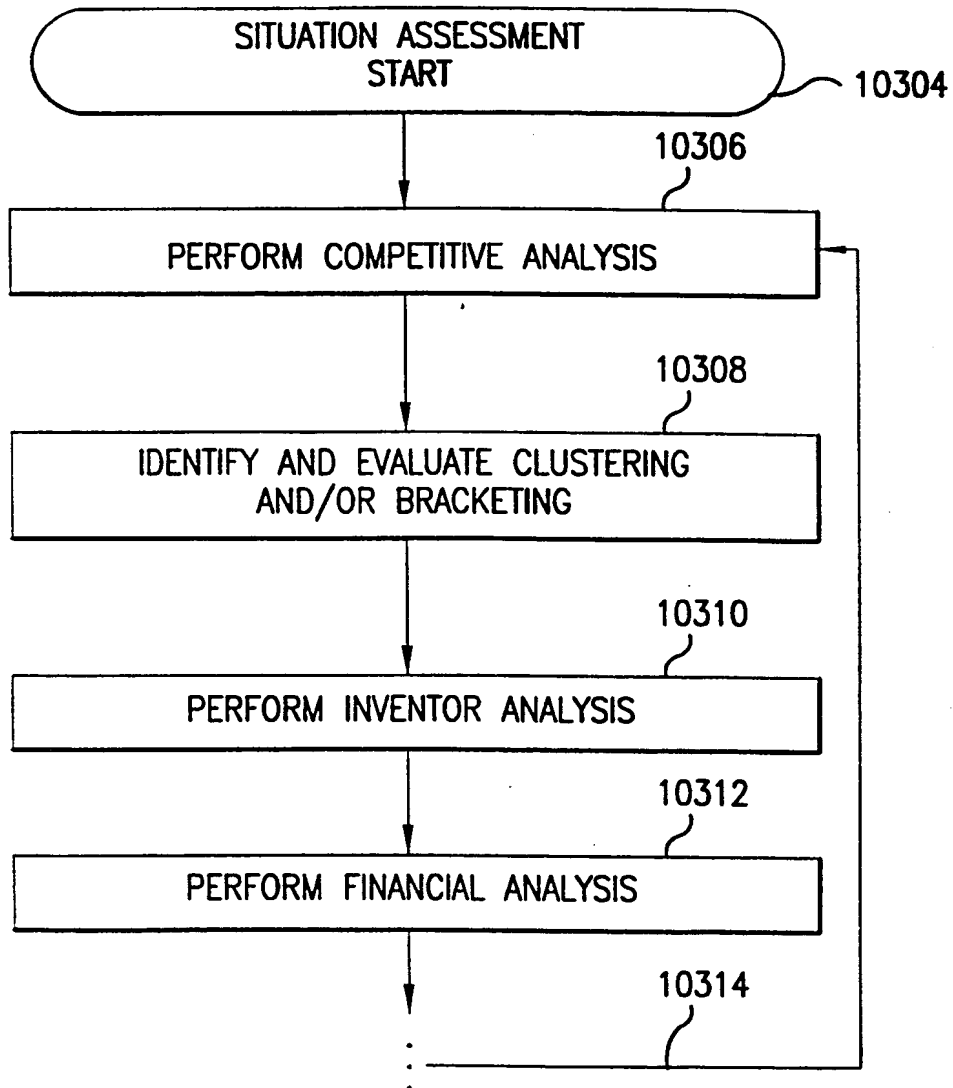 SITUATION ASSESSMENT
START
10304
10306
PERFORM COMPETITIVE ANALYSIS
10308
IDENTIFY AND EVALUATE CLUSTERING
AND/OR BRACKETING
10310
PERFORM INVENTOR ANALYSIS
10312
PERFORM FINANCIAL ANALYSIS
10314